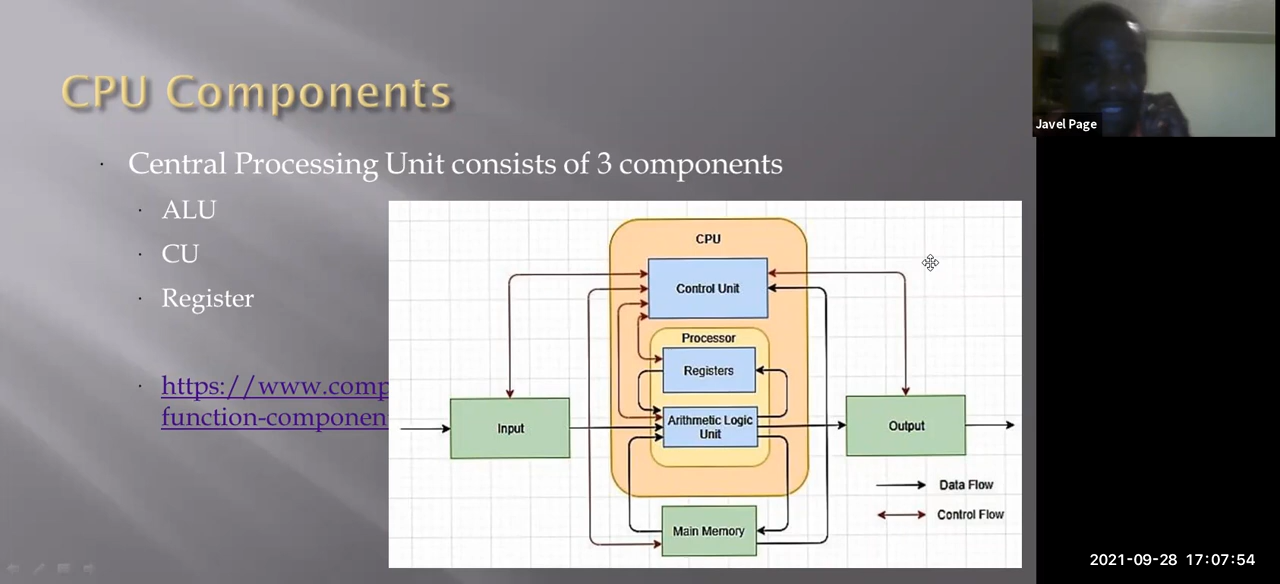 CPU Components
Central Processing Unit consists of 3 components
ALU
CU
Register
https://www.comp
function-componen
CPU
Control Unit
Processor
Registers
Arithmetic Logic
Unit
Input
Output
Main Memory
Data Flow
Control Flow
Javel Page
2021-09-28 17:07:54